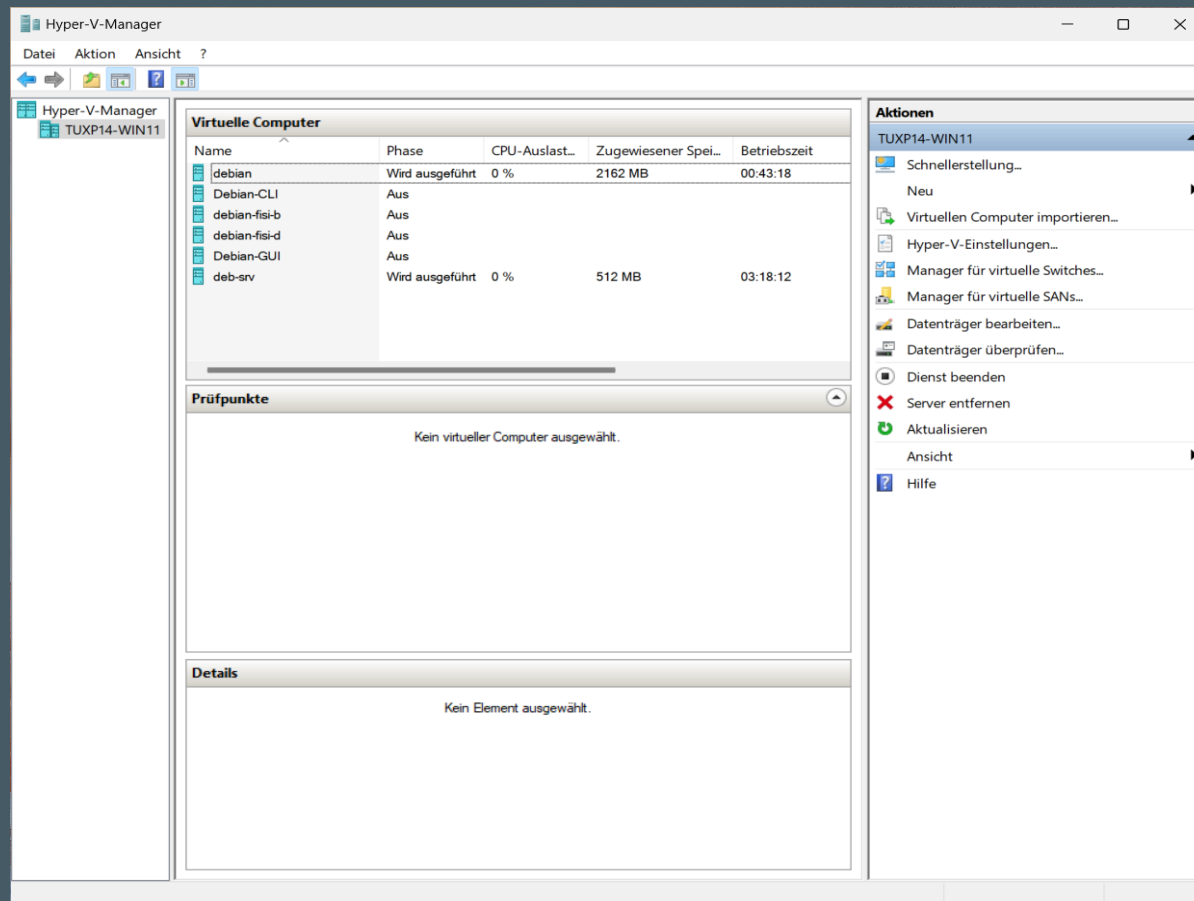 Hyper-V-Manager
Datei Aktion Ansicht ?
Hyper-V-Manager
TUXP14-WIN11
Virtuelle Computer
Name Phase CPU-Auslast... Zugewiesener Spei... Betriebszeit
debian Wird ausgeführt 0 % 2162 MB 00:43:18
Debian-CLI Aus
debian-fisi-b Aus
debian-fisi-d Aus
Debian-GUI Aus
deb-srv Wird ausgeführt 0 % 512 MB 03:18:12
Prüfpunkte
Kein virtueller Computer ausgewählt.
Details
Kein Element ausgewählt.
Aktionen
TUXP14-WIN11
Schnellerstellung...
Neu
Virtuellen Computer importieren...
Hyper-V-Einstellungen...
Manager für virtuelle Switches...
Manager für virtuelle SANs...
Datenträger bearbeiten...
Datenträger überprüfen...
Dienst beenden
Server entfernen
Aktualisieren
Ansicht
Hilfe